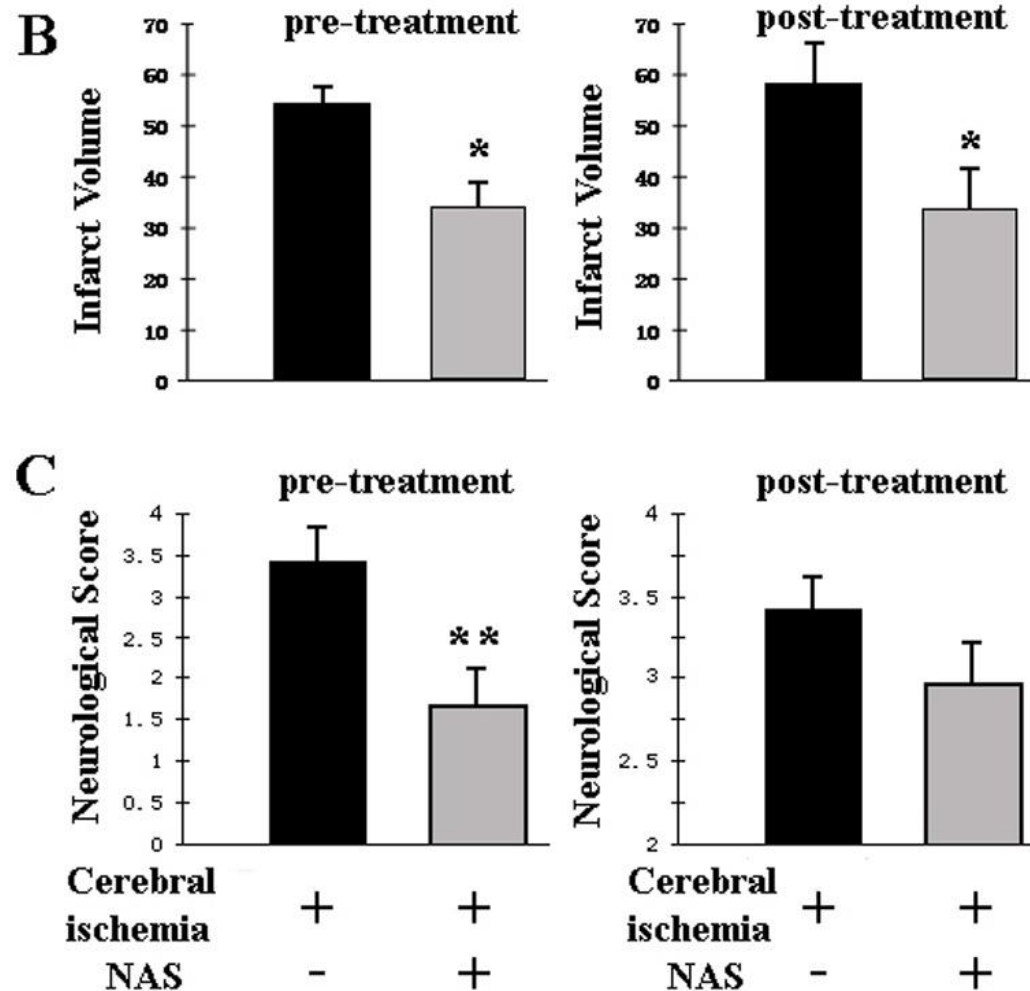 B
pre-treatment
post-treatment
Infarct Volume
70
60
50
40
30
20
10
0
*
Infarct Volume
70
60
50
40
30
20
10
0
*
C
pre-treatment
post-treatment
Neurological Score
4
3.5
3
2.5
2
1.5
1
0.5
0
**
Neurological Score
4
3.5
3
2.5
2
Cerebral
ischemia + +
NAS - +
Cerebral
ischemia + +
NAS - +